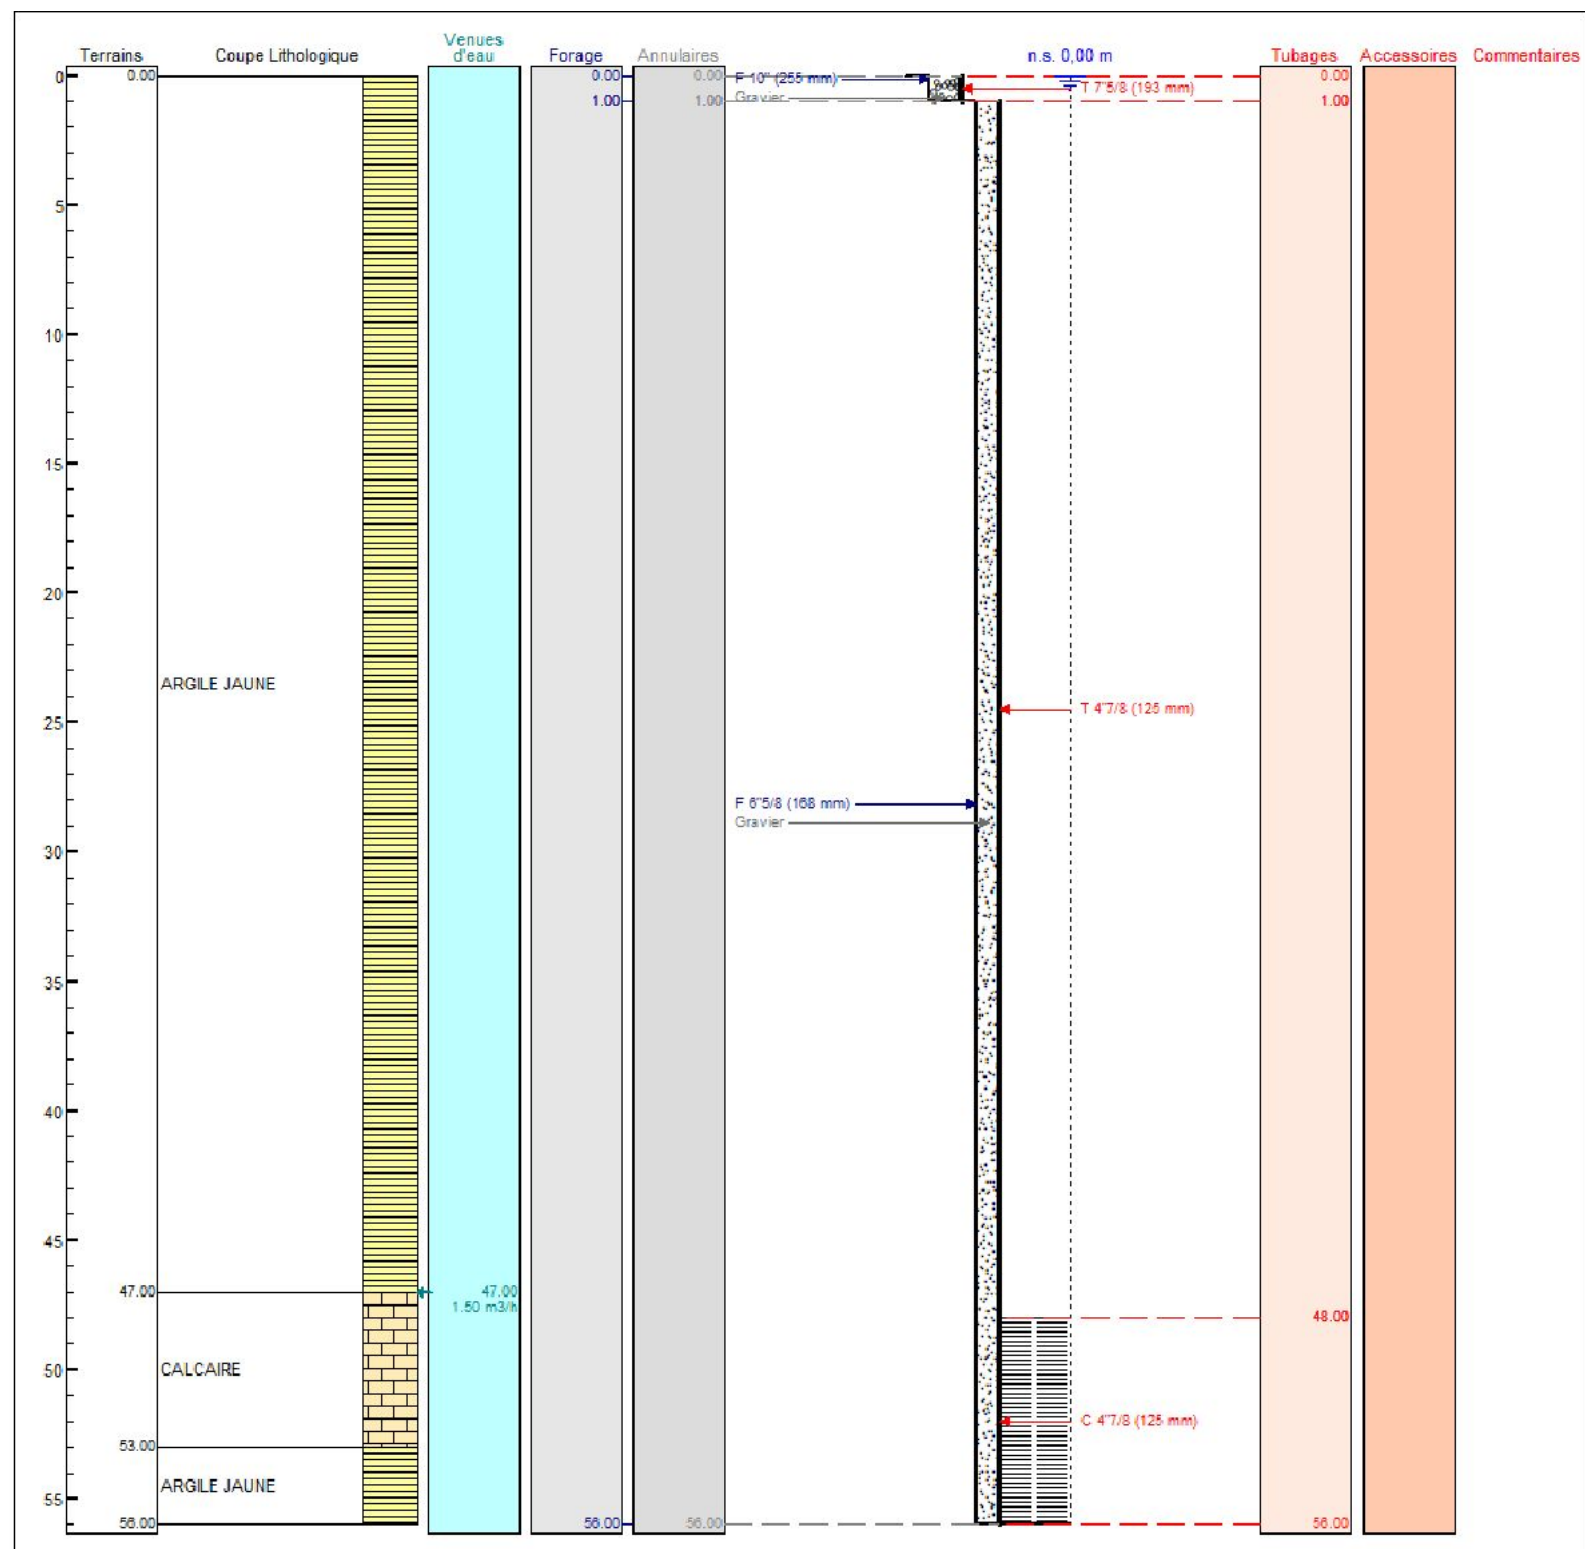 Terrains
Coupe Lithologique
Venues
d'eau
Forage
Annulaires
n.s. 0,00 m
Tubages
Accessoires
Commentaires
0
0.00
0.00
0.00
F 10" (255 mm)
T 7"5/8 (193 mm)
0.00
1.00
1.00
Gravier
1.00
5
10
15
20
ARGILE JAUNE
25
T 4"7/8 (125 mm)
F 6"5/8 (168 mm)
Gravier
30
35
40
45
47.00
47.00
1.50 m3/h
48.00
50
CALCAIRE
C 4"7/8 (125 mm)
53.00
ARGILE JAUNE
55
56.00
56.00
56.00
56.00